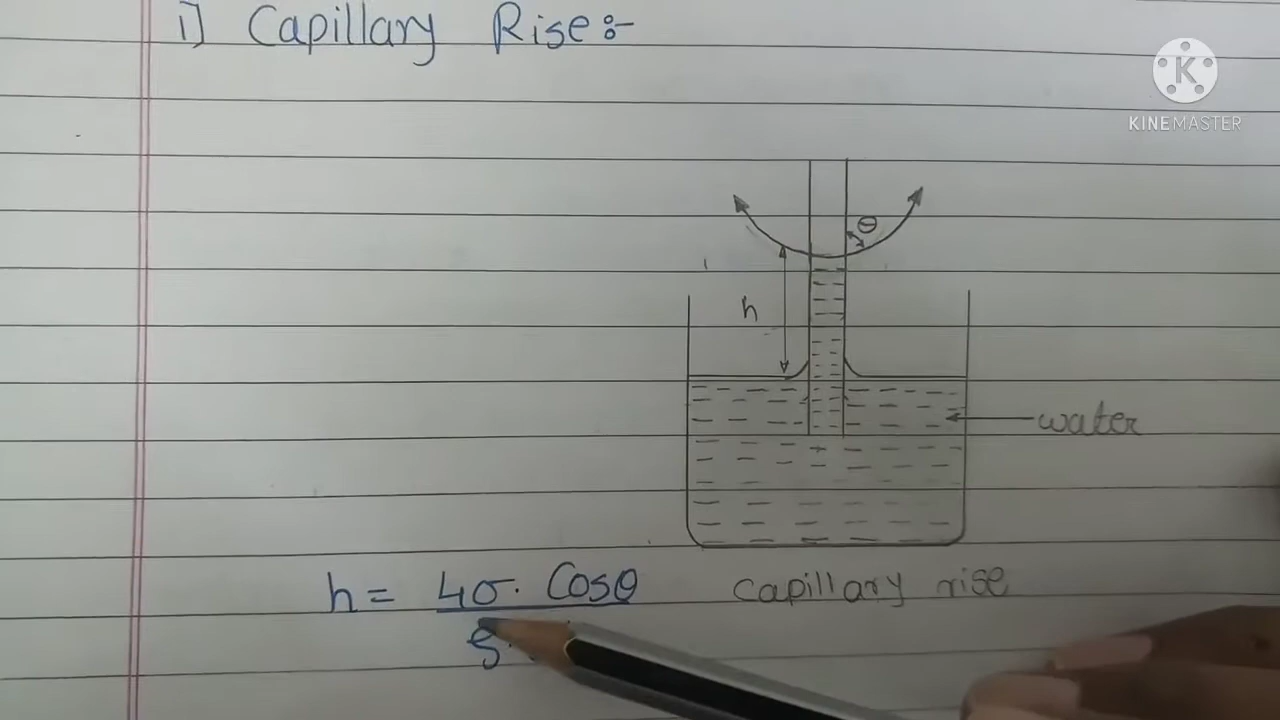 i] Capillary Rise:-
KINEMASTER
θ
h
water
h = 4σ. Cosθ
capillary rise